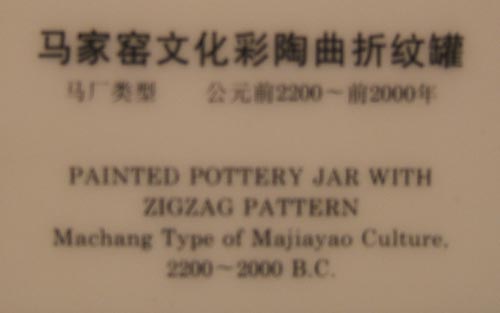 马家窑文化彩陶曲折纹罐
马厂类型 公元前2200～前2000年
PAINTED POTTERY JAR WITH
ZIGZAG PATTERN
Machang Type of Majiayao Culture,
2200～2000 B.C.